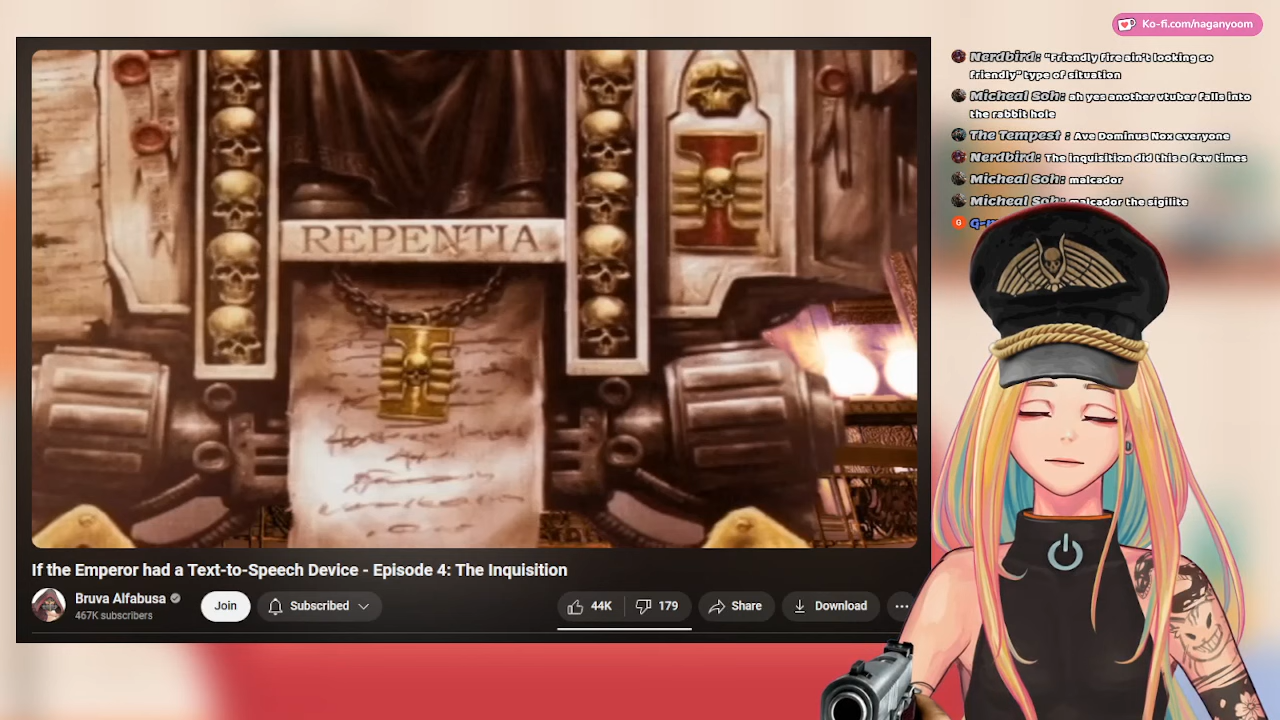 Ko-fi.com/naganyoom
Nerdbird: "Friendly Fire ain't looking so
friendly" type of situation
Micheal Soh: ah yes another vtuber falls into
the rabbit hole
The Tempest : Ave Dominus Nox everyone
Nerdbird: The inquisition did this a few times
Micheal Soh: malcador
Micheal Soh: malcador the sigilite
G
REPENTIA
If the Emperor had a Text-to-Speech Device - Episode 4: The Inquisition
Bruva Alfabusa
467K subscribers
Join
Subscribed
44K
179
Share
Download